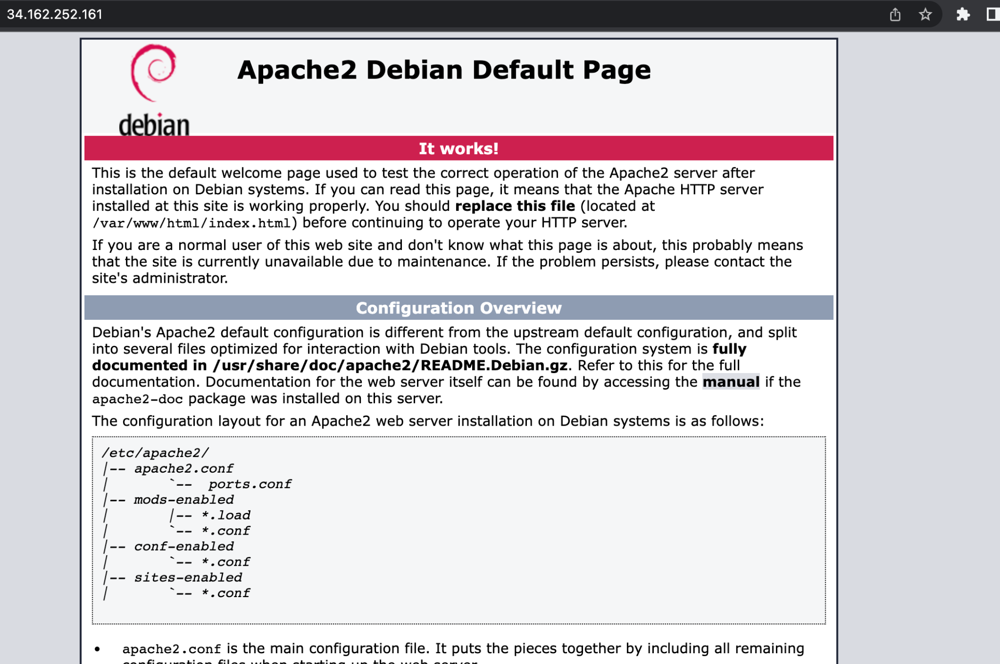 34.162.252.161
debian
Apache2 Debian Default Page
It works!
This is the default welcome page used to test the correct operation of the Apache2 server after
installation on Debian systems. If you can read this page, it means that the Apache HTTP server
installed at this site is working properly. You should replace this file (located at
/var/www/html/index.html) before continuing to operate your HTTP server.
If you are a normal user of this web site and don't know what this page is about, this probably means
that the site is currently unavailable due to maintenance. If the problem persists, please contact the
site's administrator.
Configuration Overview
Debian's Apache2 default configuration is different from the upstream default configuration, and split
into several files optimized for interaction with Debian tools. The configuration system is fully
documented in /usr/share/doc/apache2/README.Debian.gz. Refer to this for the full
documentation. Documentation for the web server itself can be found by accessing the manual if the
apache2-doc package was installed on this server.
The configuration layout for an Apache2 web server installation on Debian systems is as follows:
/etc/apache2/
|-- apache2.conf
|       `--  ports.conf
|-- mods-enabled
|       |-- *.load
|       `-- *.conf
|-- conf-enabled
|       `-- *.conf
|-- sites-enabled
|       `-- *.conf
• apache2.conf is the main configuration file. It puts the pieces together by including all remaining
configuration files when starting up the web server.